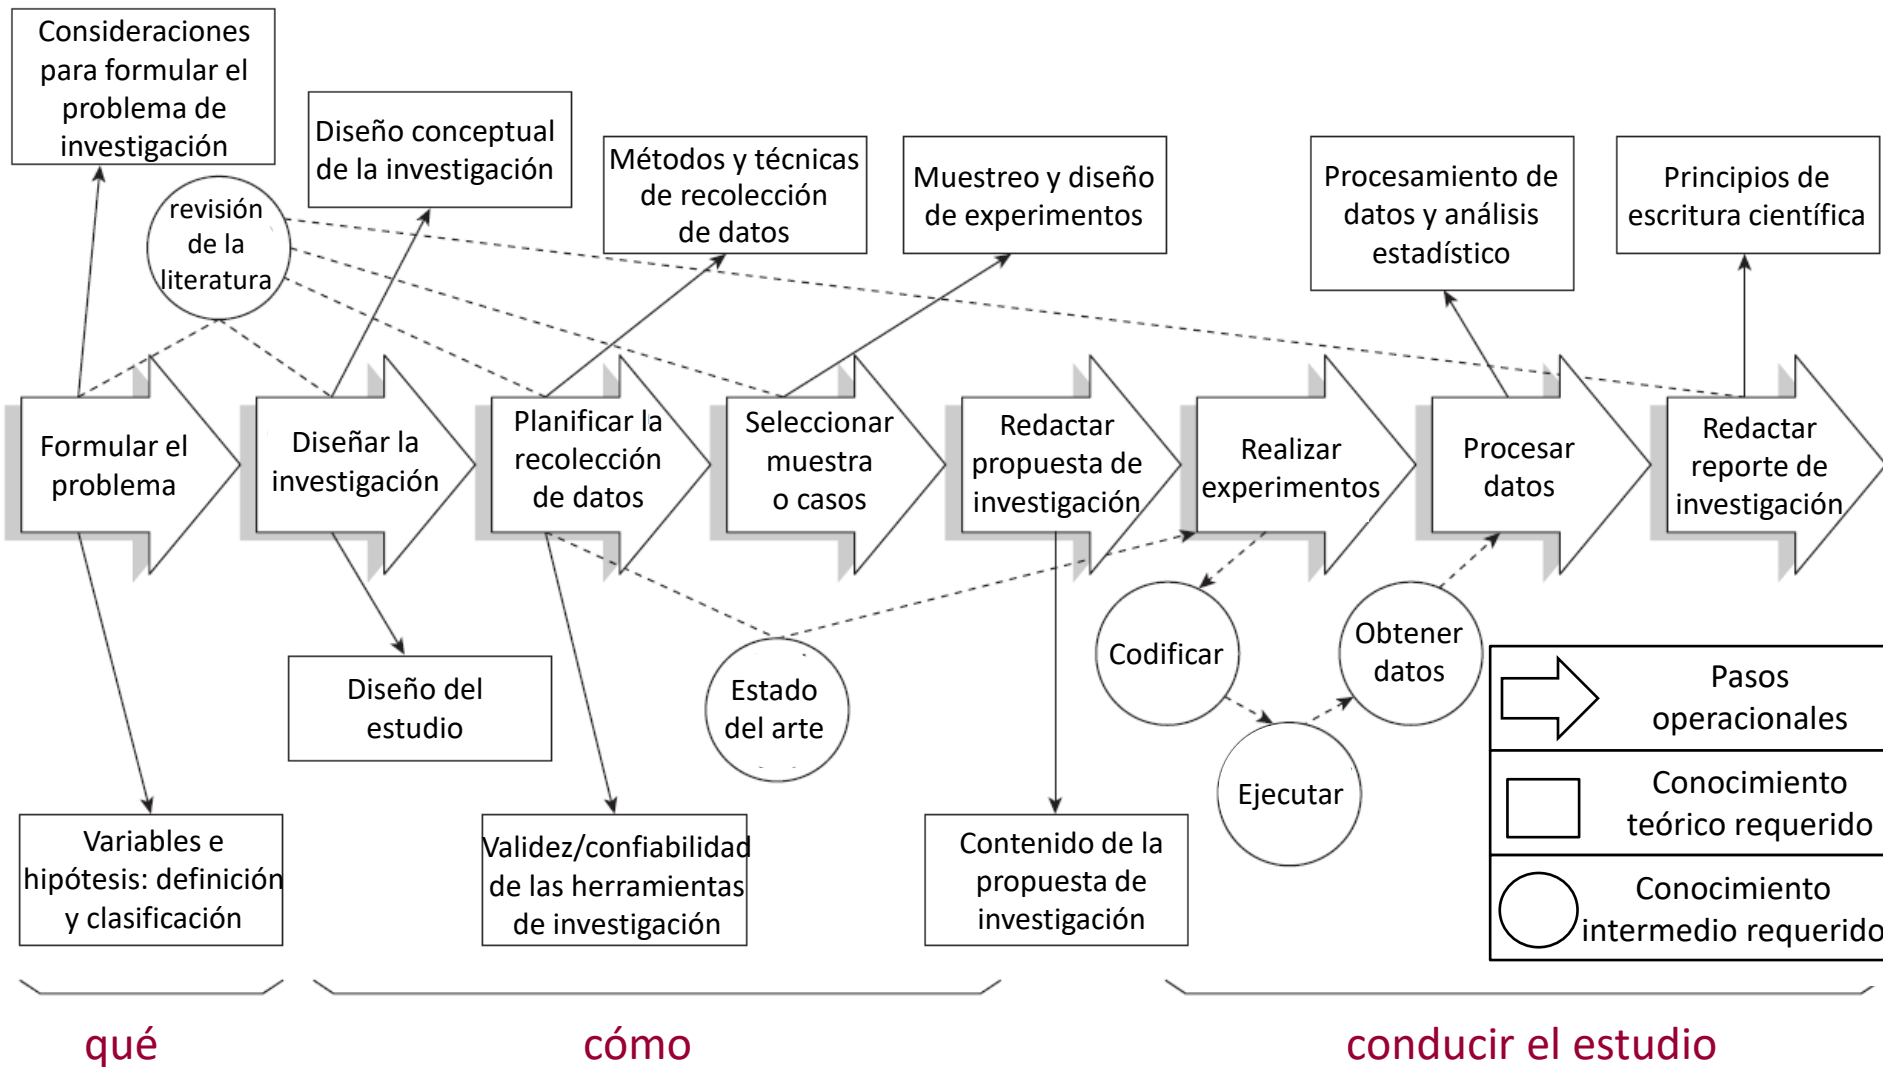 Consideraciones
para formular el
problema de
investigación
revisión
de la
literatura
Diseño conceptual
de la investigación
Métodos y técnicas
de recolección
de datos
Muestreo y diseño
de experimentos
Procesamiento de
datos y análisis
estadístico
Principios de
escritura científica
Formular el
problema
Diseñar la
investigación
Planificar la
recolección
de datos
Seleccionar
muestra
o casos
Redactar
propuesta de
investigación
Realizar
experimentos
Procesar
datos
Redactar
reporte de
investigación
Diseño del
estudio
Estado
del arte
Codificar
Ejecutar
Obtener
datos
Variables e
hipótesis: definición
y clasificación
Validez/confiabilidad
de las herramientas
de investigación
Contenido de la
propuesta de
investigación
Pasos
operacionales
Conocimiento
teórico requerido
Conocimiento
intermedio requerido
qué
cómo
conducir el estudio